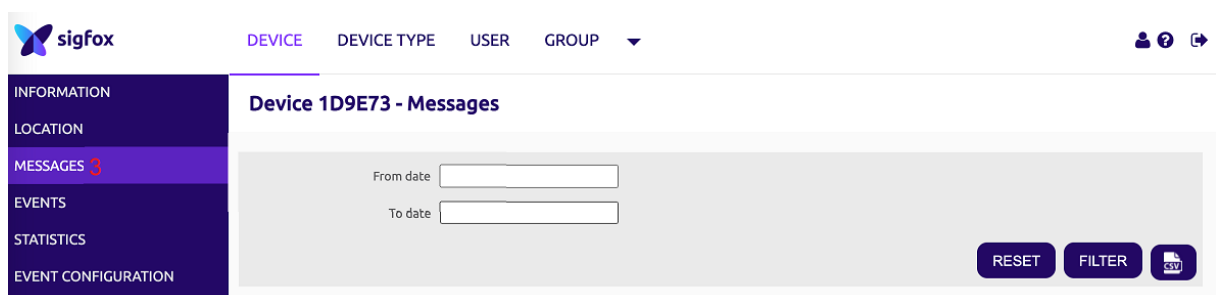 sigfox
DEVICE DEVICE TYPE USER GROUP
INFORMATION
LOCATION
MESSAGES 3
EVENTS
STATISTICS
EVENT CONFIGURATION
Device 1D9E73 - Messages
From date
To date
RESET FILTER CSV